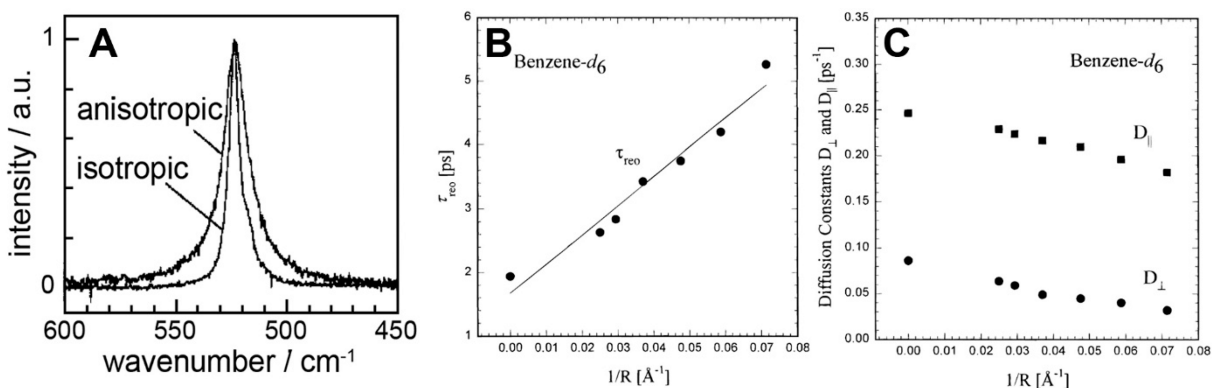 A
1
anisotropic
isotropic
0
intensity / a.u.
600 550 500 450
wavenumber / cm⁻¹
B
Benzene-d₆
τreo
6
5
4
3
2
1
τreo [ps]
0.00 0.01 0.02 0.03 0.04 0.05 0.06 0.07 0.08
1/R [Å⁻¹]
C
Benzene-d₆
D||
D⊥
0.35
0.30
0.25
0.20
0.15
0.10
0.05
0.00
Diffusion Constants D⊥ and D|| [ps⁻¹]
0.00 0.01 0.02 0.03 0.04 0.05 0.06 0.07 0.08
1/R [Å⁻¹]